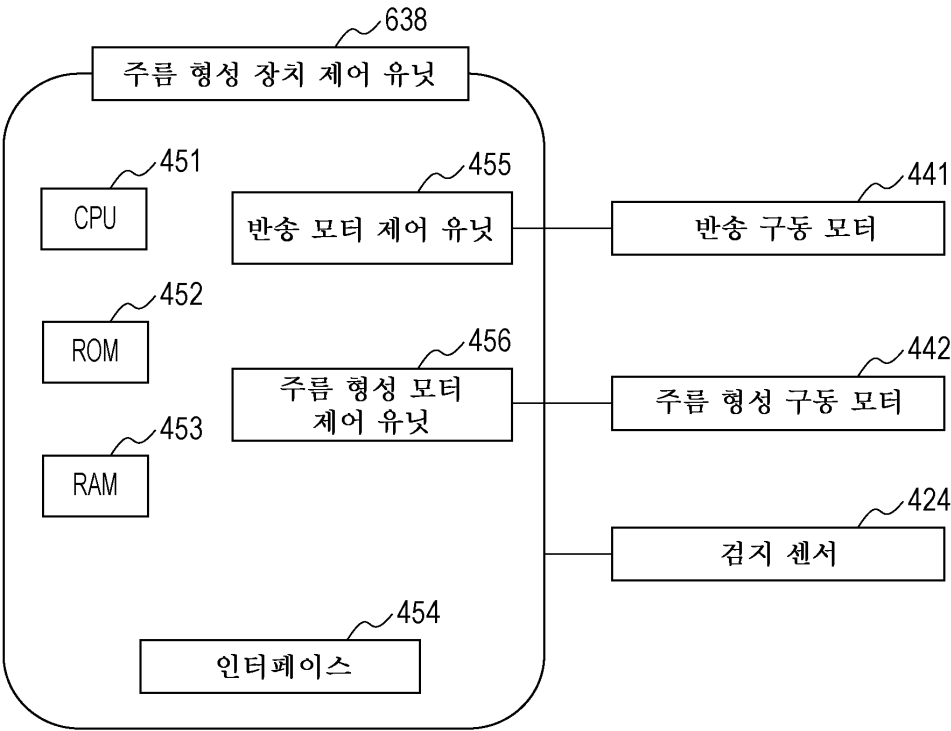 638
주름 형성 장치 제어 유닛
451
CPU
455
반송 모터 제어 유닛
441
반송 구동 모터
452
ROM
456
주름 형성 모터
제어 유닛
442
주름 형성 구동 모터
453
RAM
424
검지 센서
454
인터페이스